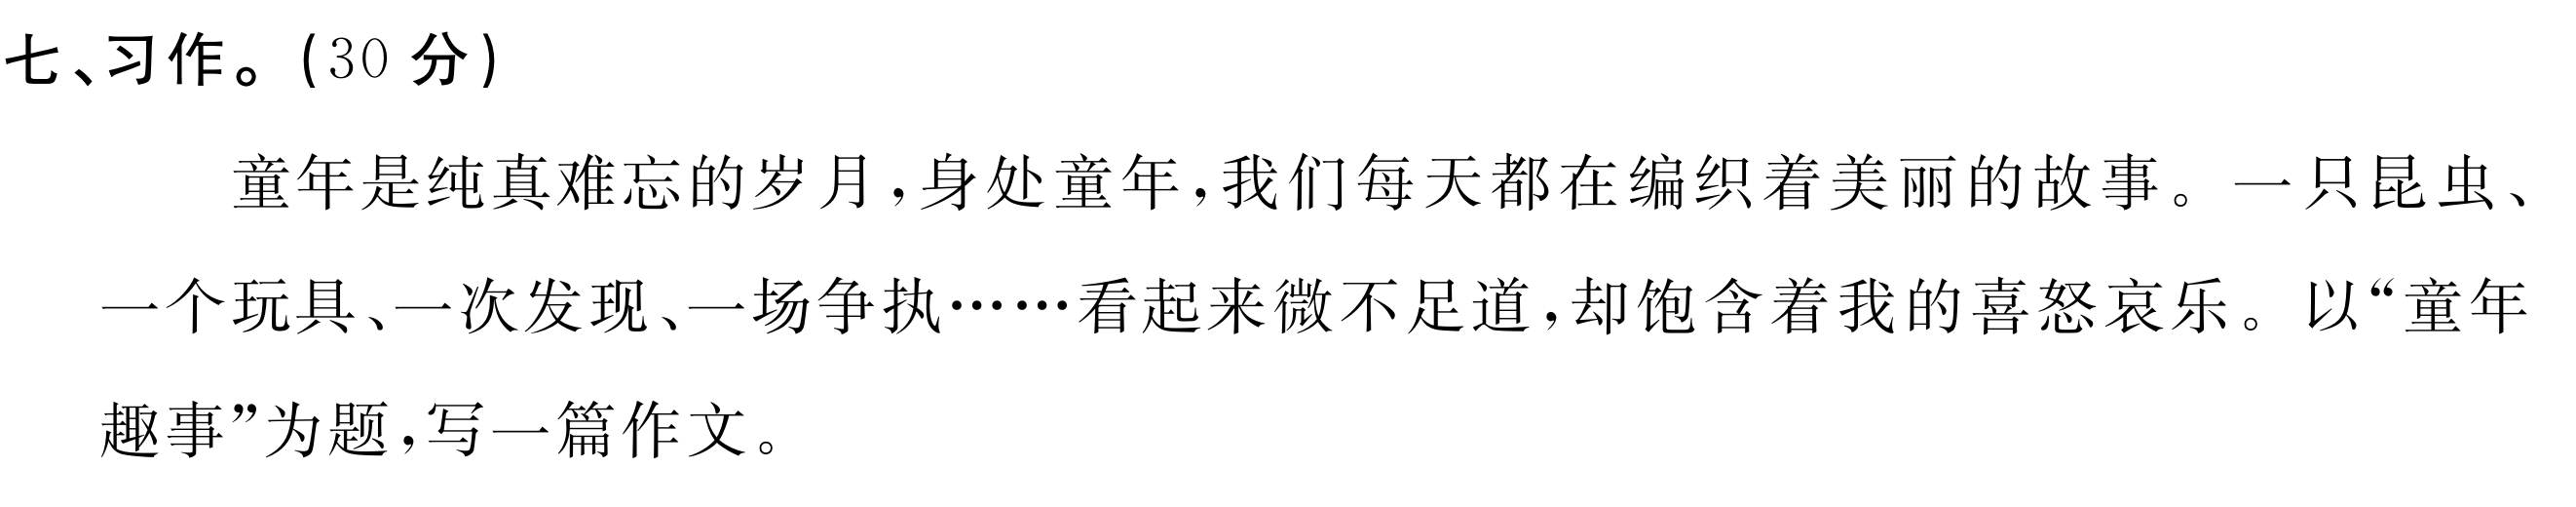 七、习作。(30 分)
童年是纯真难忘的岁月,身处童年,我们每天都在编织着美丽的故事。一只昆虫、
一个玩具、一次发现、一场争执……看起来微不足道,却饱含着我的喜怒哀乐。以“童年
趣事”为题,写一篇作文。